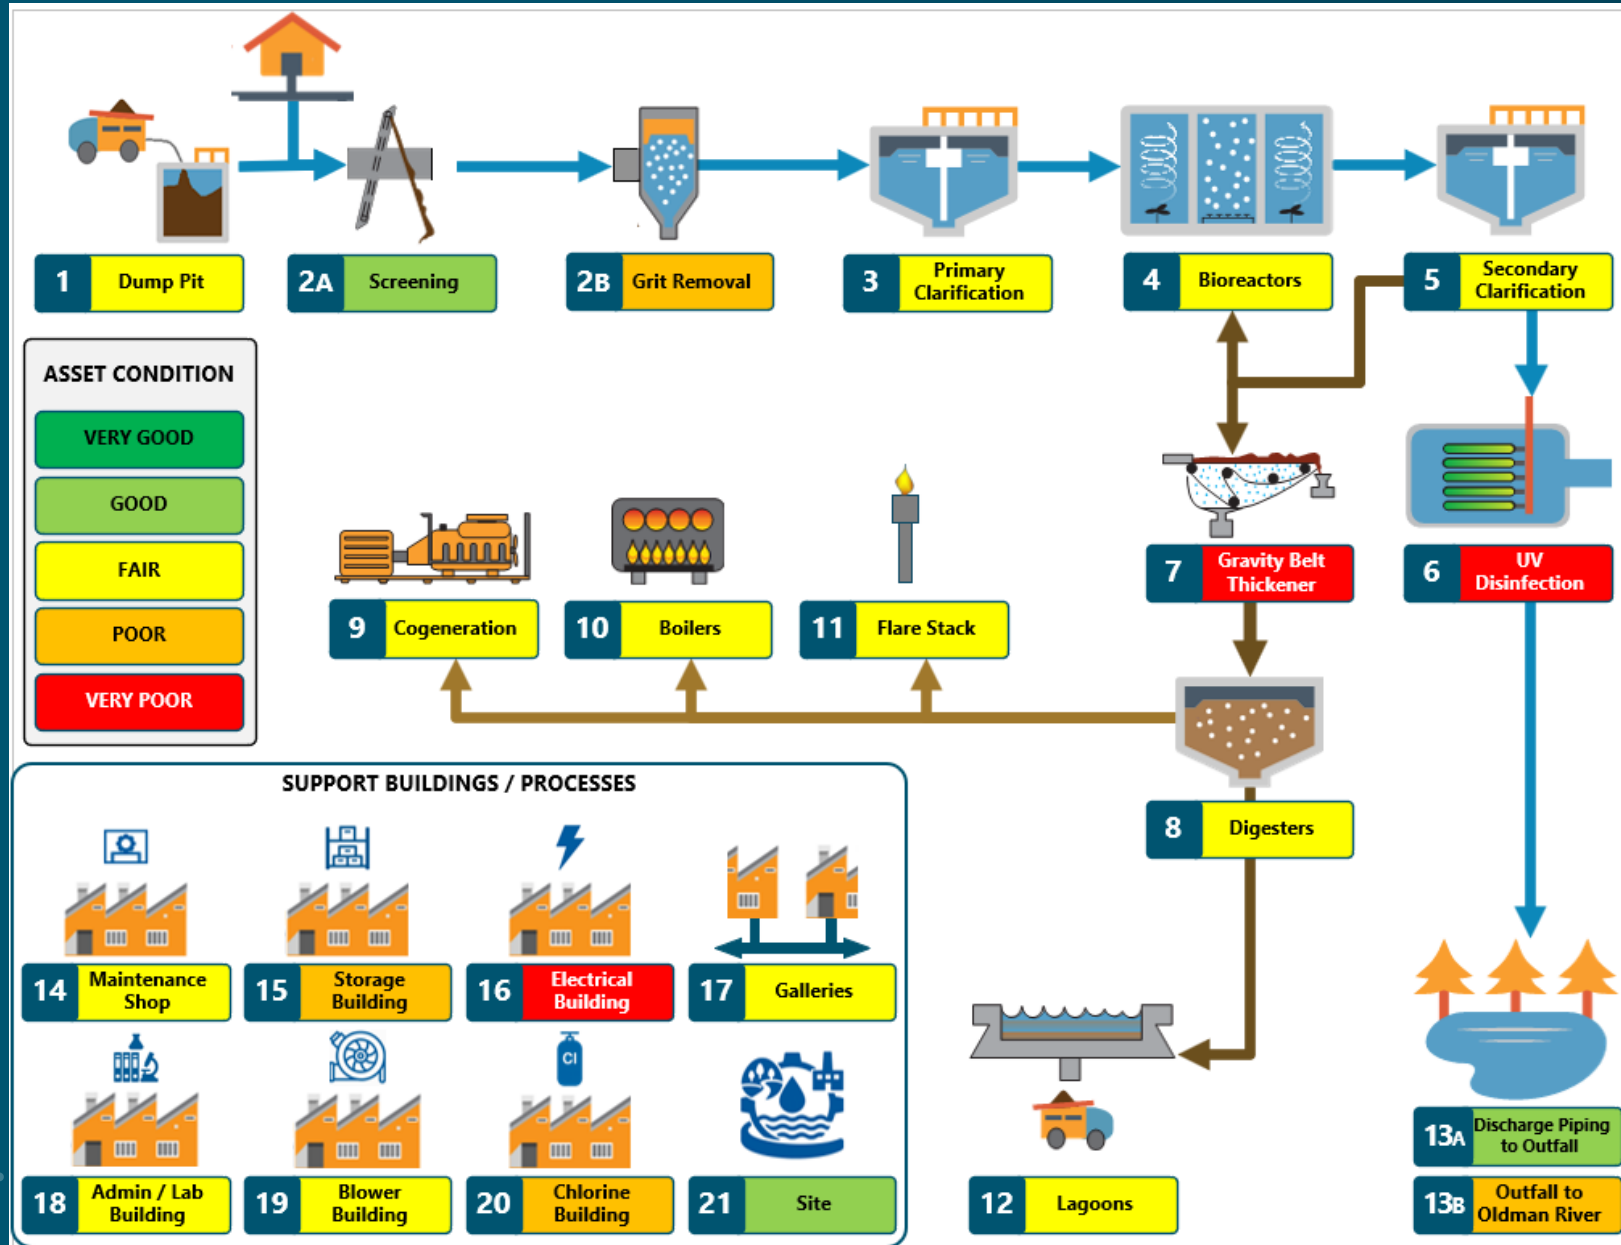 1 Dump Pit
2A Screening
2B Grit Removal
3 Primary
Clarification
4 Bioreactors
5 Secondary
Clarification
ASSET CONDITION
VERY GOOD
GOOD
FAIR
POOR
VERY POOR
7 Gravity Belt
Thickener
6 UV
Disinfection
9 Cogeneration
10 Boilers
11 Flare Stack
8 Digesters
SUPPORT BUILDINGS / PROCESSES
14 Maintenance
Shop
15 Storage
Building
16 Electrical
Building
17 Galleries
Cl
18 Admin / Lab
Building
19 Blower
Building
20 Chlorine
Building
21 Site
12 Lagoons
13A Discharge Piping
to Outfall
13B Outfall to
Oldman River